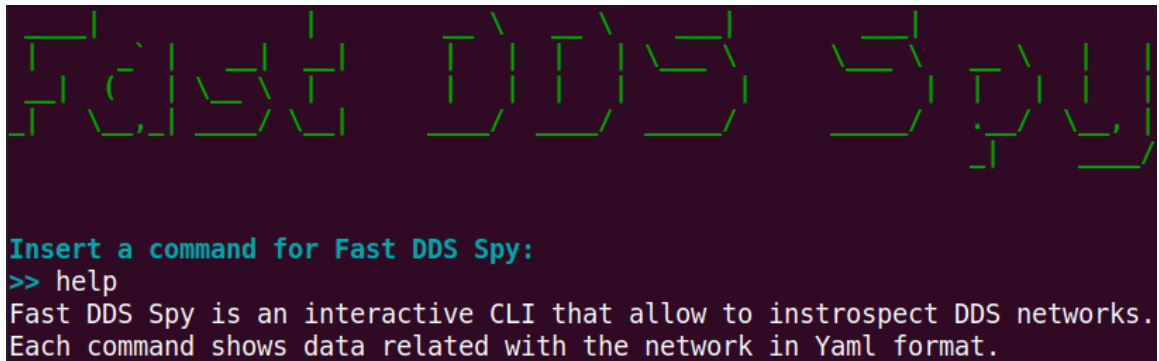 Fast DDS Spy
Insert a command for Fast DDS Spy:
>> help
Fast DDS Spy is an interactive CLI that allow to instrospect DDS networks.
Each command shows data related with the network in Yaml format.